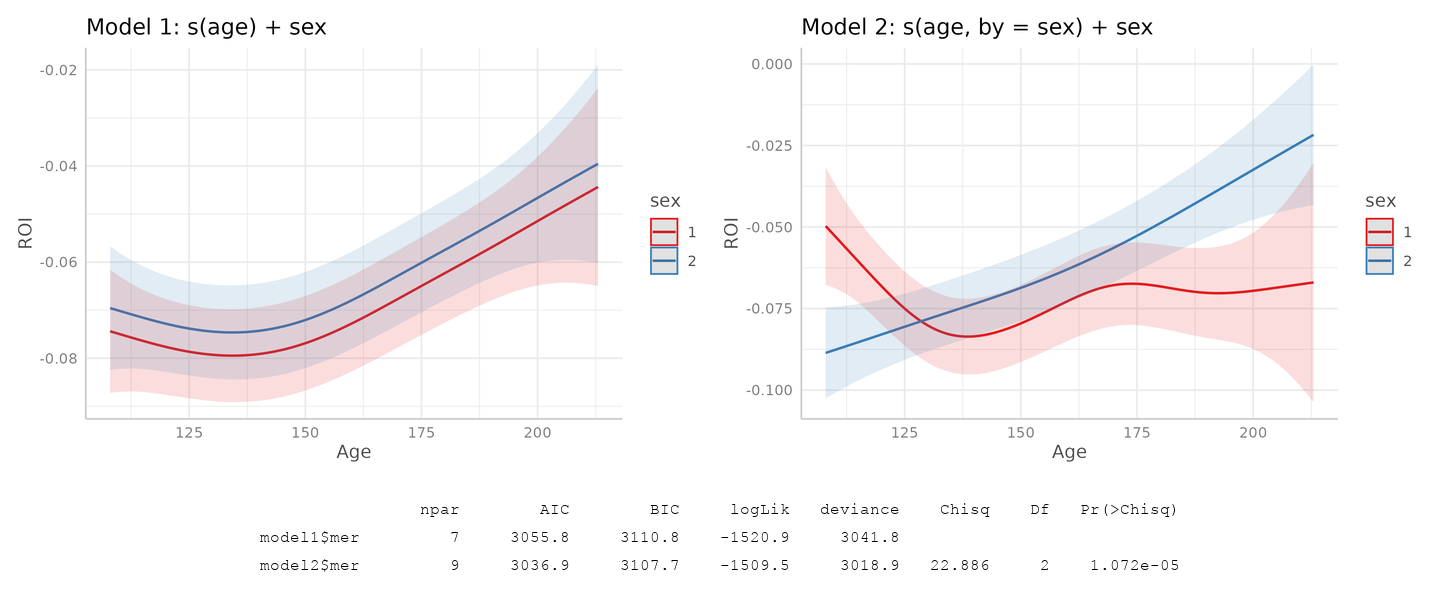 Model 1: s(age) + sex
-0.02
-0.04
-0.06
-0.08
ROI
125 150 175 200
Age
sex
1
2
Model 2: s(age, by = sex) + sex
0.000
-0.025
-0.050
-0.075
-0.100
ROI
125 150 175 200
Age
sex
1
2
npar AIC BIC logLik deviance Chisq Df Pr(>Chisq)
model1$mer 7 3055.8 3110.8 -1520.9 3041.8
model2$mer 9 3036.9 3107.7 -1509.5 3018.9 22.886 2 1.072e-05